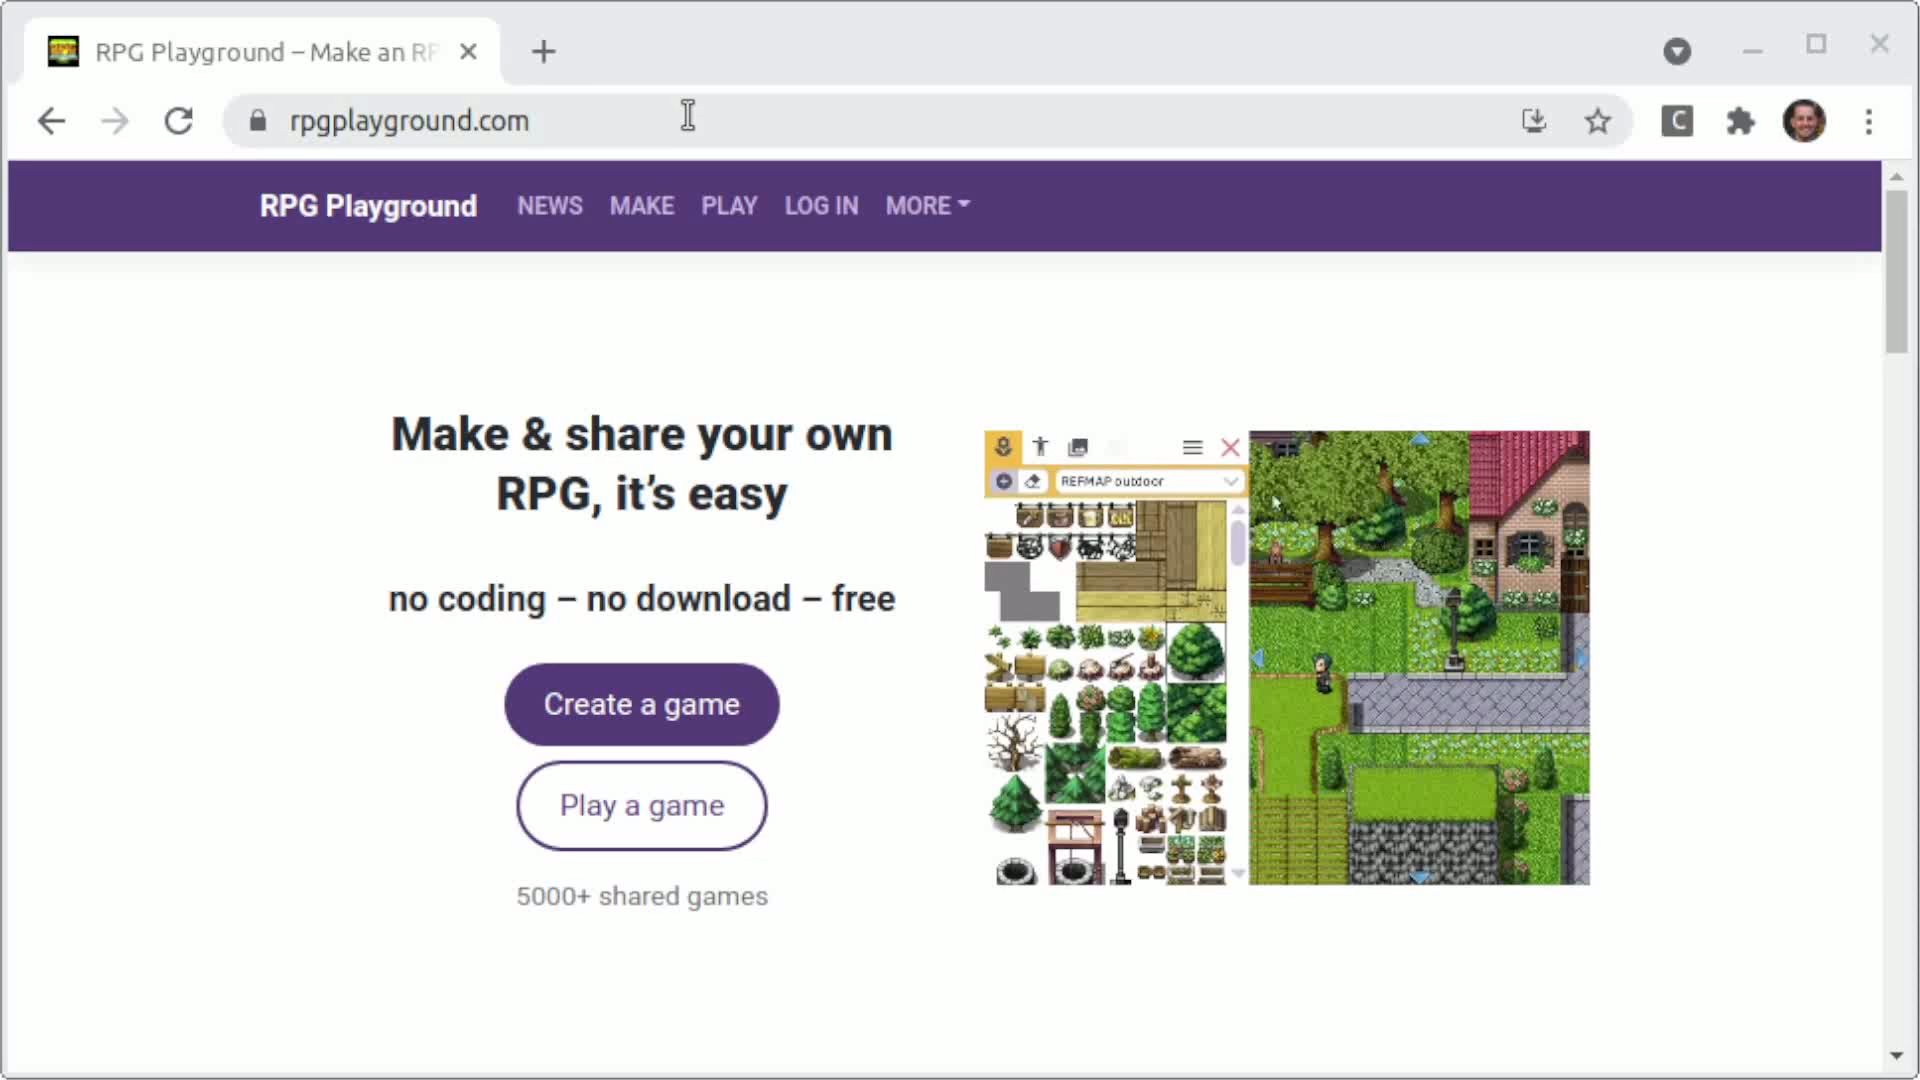 RPG Playground – Make an RP
rpgplayground.com
C
RPG Playground NEWS MAKE PLAY LOG IN MORE
Make & share your own
RPG, it's easy
no coding – no download – free
Create a game
Play a game
5000+ shared games
REFMAP outdoor